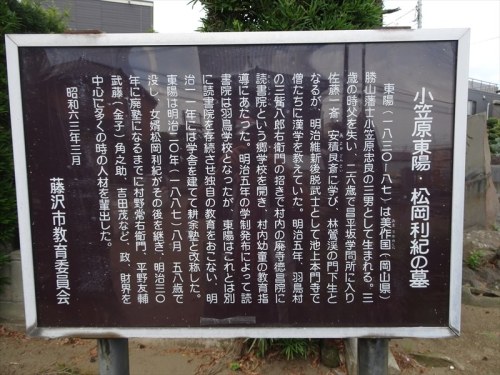 小笠原東陽・松岡利紀の墓
東陽(一八三〇-八七)は美作国(岡山県)
勝山藩士小笠原忠良の三男として生まれる。三
歳の時父を失い、二六歳で昌平坂学問所に入り
佐藤一斎、安積艮斎に学び、林鶯渓の門下生と
なるが、明治維新後脱武士として池上本門寺で
僧たちに漢学を教えていた。明治五年、羽鳥村
の三觜八郎右衛門の招きで村内の廃寺徳昌院に
読書院という郷学校を開き、村内幼童の教育指
導にあたった。明治五年の学制発布によって読
書院は羽鳥学校となったが、東陽はこれとは別
に読書院を存続させ独自の教育をおこない、明
治一一年には学舎を建てて耕余塾と改称した。
東陽は明治二〇年(一八八七)八月、五八歳で
没し、女婿松岡利紀がその後を継ぎ、明治三〇
年に廃塾になるまでに村野常右衛門、平野友輔
武藤(金子)角之助、吉田茂など、政、財界を
中心に多くの時の人材を輩出した。
昭和六三年三月
藤沢市教育委員会